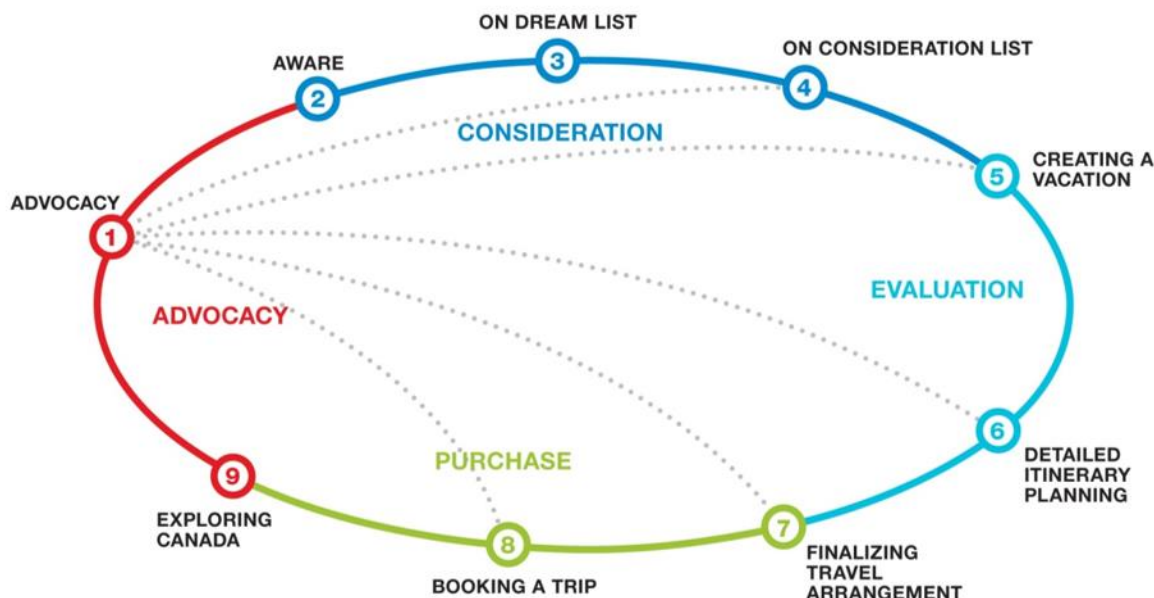 ON DREAM LIST
3
ON CONSIDERATION LIST
4
AWARE
2
CONSIDERATION
CREATING A
VACATION
5
ADVOCACY
1
EVALUATION
ADVOCACY
6
DETAILED
ITINERARY
PLANNING
PURCHASE
9
EXPLORING
CANADA
8
BOOKING A TRIP
7
FINALIZING
TRAVEL
ARRANGEMENT